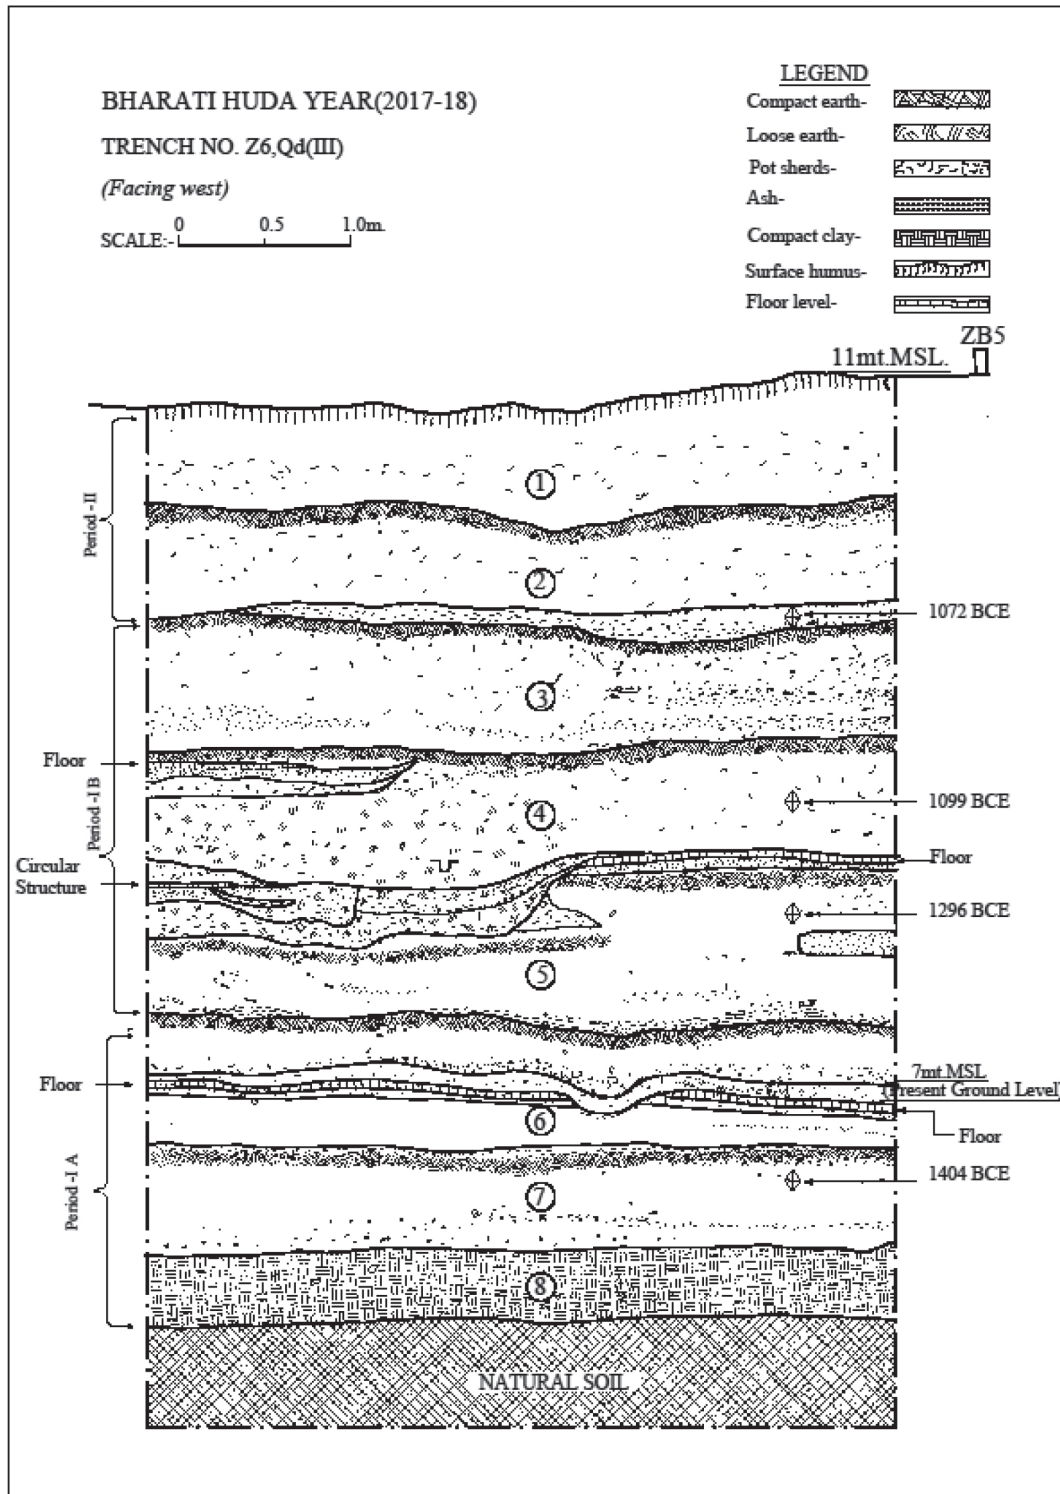 BHARATI HUDA YEAR(2017-18)
TRENCH NO. Z6,Qd(III)
(Facing west)
SCALE:- 0 0.5 1.0m.
LEGEND
Compact earth-
Loose earth-
Pot sherds-
Ash-
Compact clay-
Surface humus-
Floor level-
ZB5
11mt.MSL.
Period -II
1
2
1072 BCE
3
Floor
Period -I B
4
1099 BCE
Floor
Circular
Structure
1296 BCE
5
Floor
7mt.MSL
(Present Ground Level)
6
Floor
Period -I A
7
1404 BCE
8
NATURAL SOIL